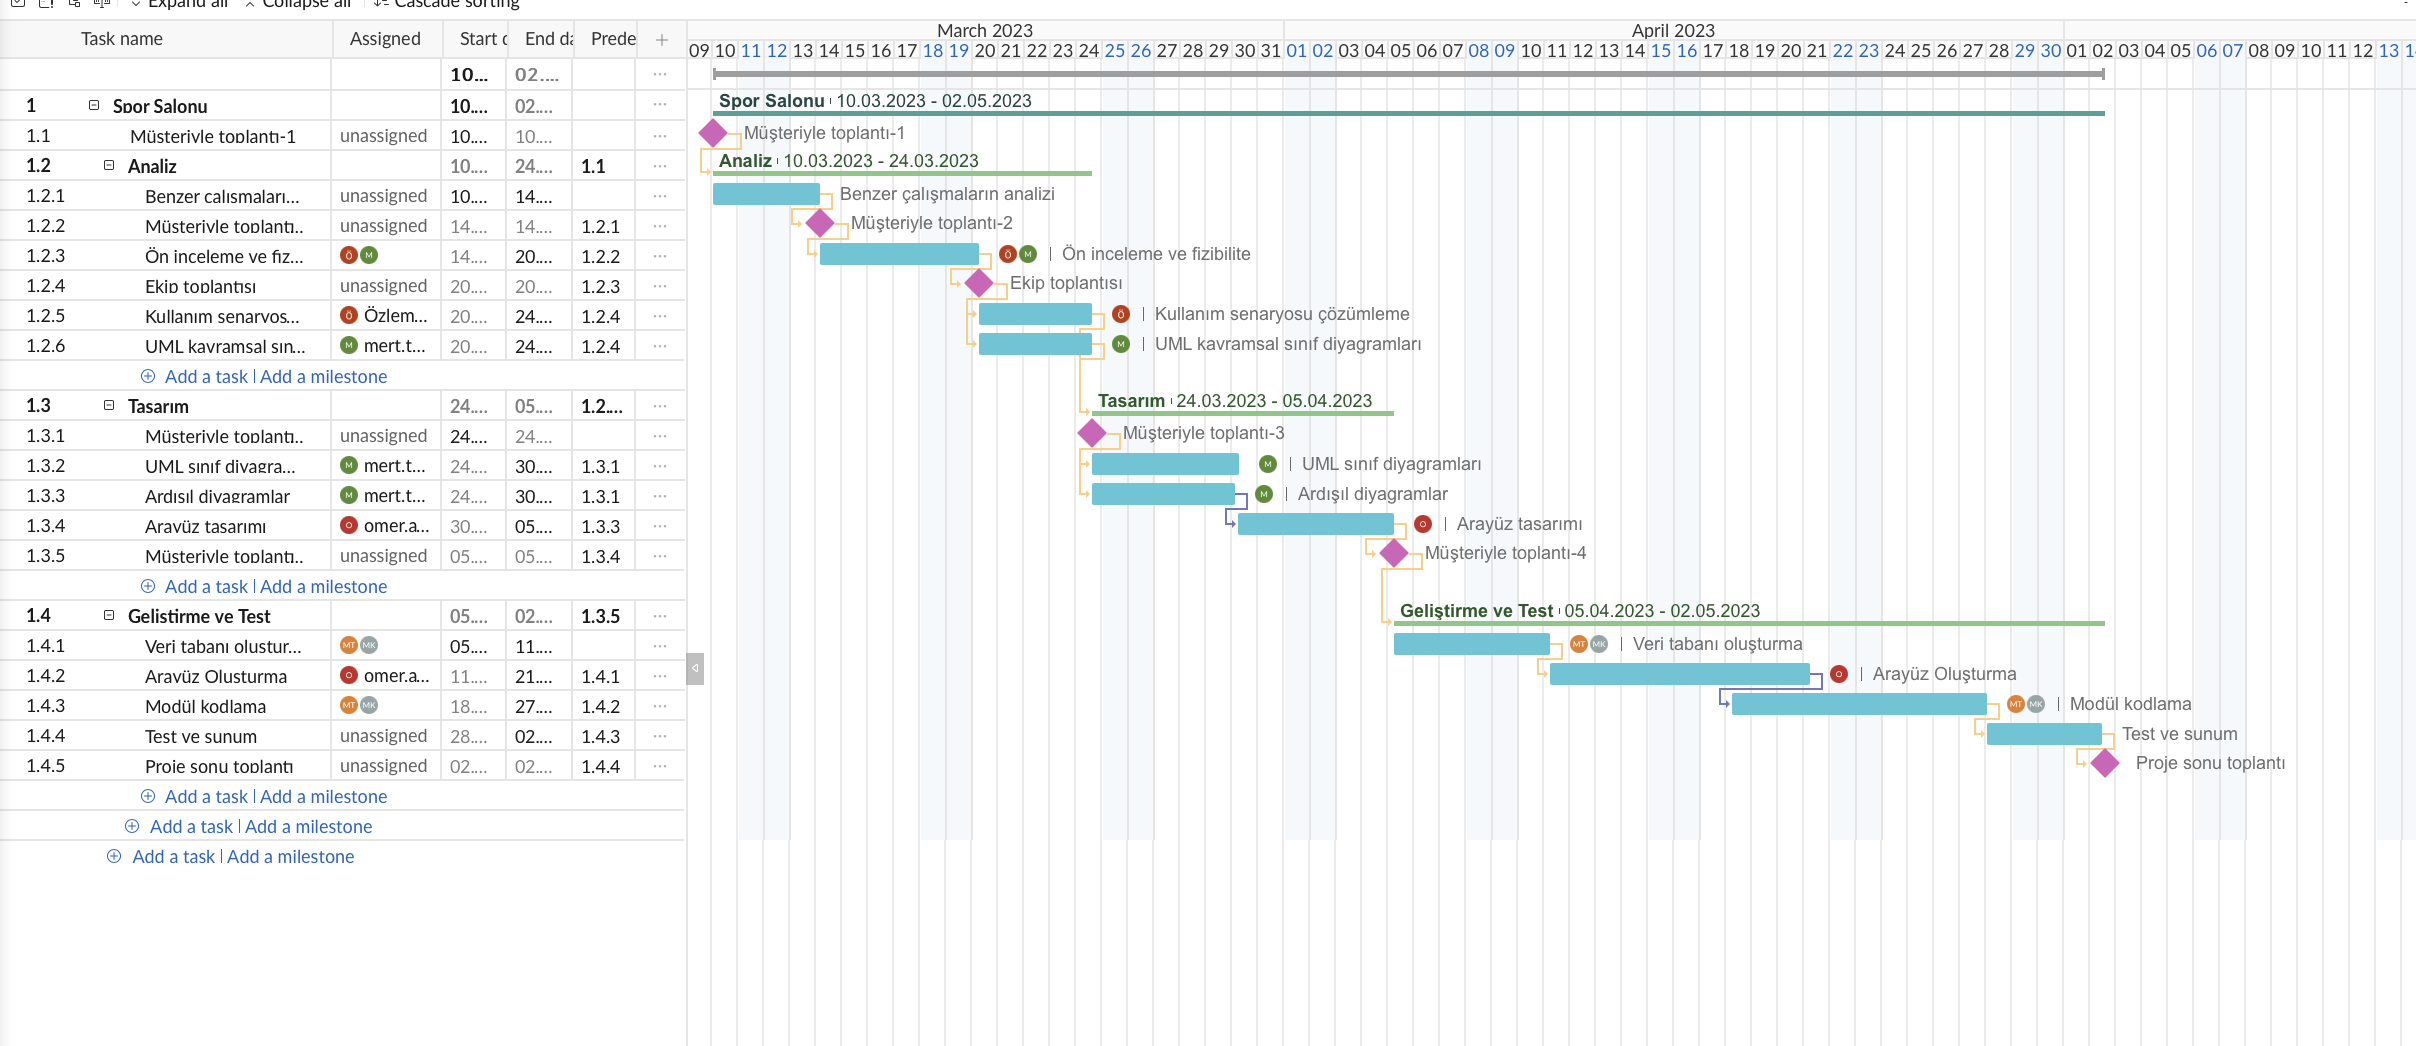 Expand all Collapse all Cascade sorting
Task name Assigned Start d End da Prede
March 2023 April 2023
09 10 11 12 13 14 15 16 17 18 19 20 21 22 23 24 25 26 27 28 29 30 31 01 02 03 04 05 06 07 08 09 10 11 12 13 14 15 16 17 18 19 20 21 22 23 24 25 26 27 28 29 30 01 02 03 04 05 06 07 08 09 10 11 12 13
10... 02....
1 Spor Salonu 10.... 02....
Spor Salonu 10.03.2023 - 02.05.2023
1.1 Müşteriyle toplantı-1 unassigned 10.... 10....
Müşteriyle toplantı-1
1.2 Analiz 10.... 24.... 1.1
Analiz 10.03.2023 - 24.03.2023
1.2.1 Benzer çalışmaları... unassigned 10.... 14....
Benzer çalışmaların analizi
1.2.2 Müşteriyle toplantı.. unassigned 14.... 14.... 1.2.1
Müşteriyle toplantı-2
1.2.3 Ön inceleme ve fiz... Ö M 14.... 20.... 1.2.2
Ö M | Ön inceleme ve fizibilite
1.2.4 Ekip toplantısı unassigned 20.... 20.... 1.2.3
Ekip toplantısı
1.2.5 Kullanım senaryos... Ö Özlem... 20.... 24.... 1.2.4
Ö | Kullanım senaryosu çözümleme
1.2.6 UML kavramsal sın... M mert.t... 20.... 24.... 1.2.4
M | UML kavramsal sınıf diyagramları
Add a task | Add a milestone
1.3 Tasarım 24.... 05.... 1.2....
Tasarım 24.03.2023 - 05.04.2023
1.3.1 Müşteriyle toplantı.. unassigned 24.... 24....
Müşteriyle toplantı-3
1.3.2 UML sınıf diyagra... M mert.t... 24.... 30.... 1.3.1
M | UML sınıf diyagramları
1.3.3 Ardışıl diyagramlar M mert.t... 24.... 30.... 1.3.1
M | Ardışıl diyagramlar
1.3.4 Arayüz tasarımı O omer.a... 30.... 05.... 1.3.3
O | Arayüz tasarımı
1.3.5 Müşteriyle toplantı.. unassigned 05.... 05.... 1.3.4
Müşteriyle toplantı-4
Add a task | Add a milestone
1.4 Geliştirme ve Test 05.... 02.... 1.3.5
Geliştirme ve Test 05.04.2023 - 02.05.2023
1.4.1 Veri tabanı oluştur... MT MK 05.... 11....
MT MK | Veri tabanı oluşturma
1.4.2 Arayüz Oluşturma O omer.a... 11.... 21.... 1.4.1
O | Arayüz Oluşturma
1.4.3 Modül kodlama MT MK 18.... 27.... 1.4.2
MT MK | Modül kodlama
1.4.4 Test ve sunum unassigned 28.... 02.... 1.4.3
Test ve sunum
1.4.5 Proje sonu toplantı unassigned 02.... 02.... 1.4.4
Proje sonu toplantı
Add a task | Add a milestone
Add a task | Add a milestone
Add a task | Add a milestone